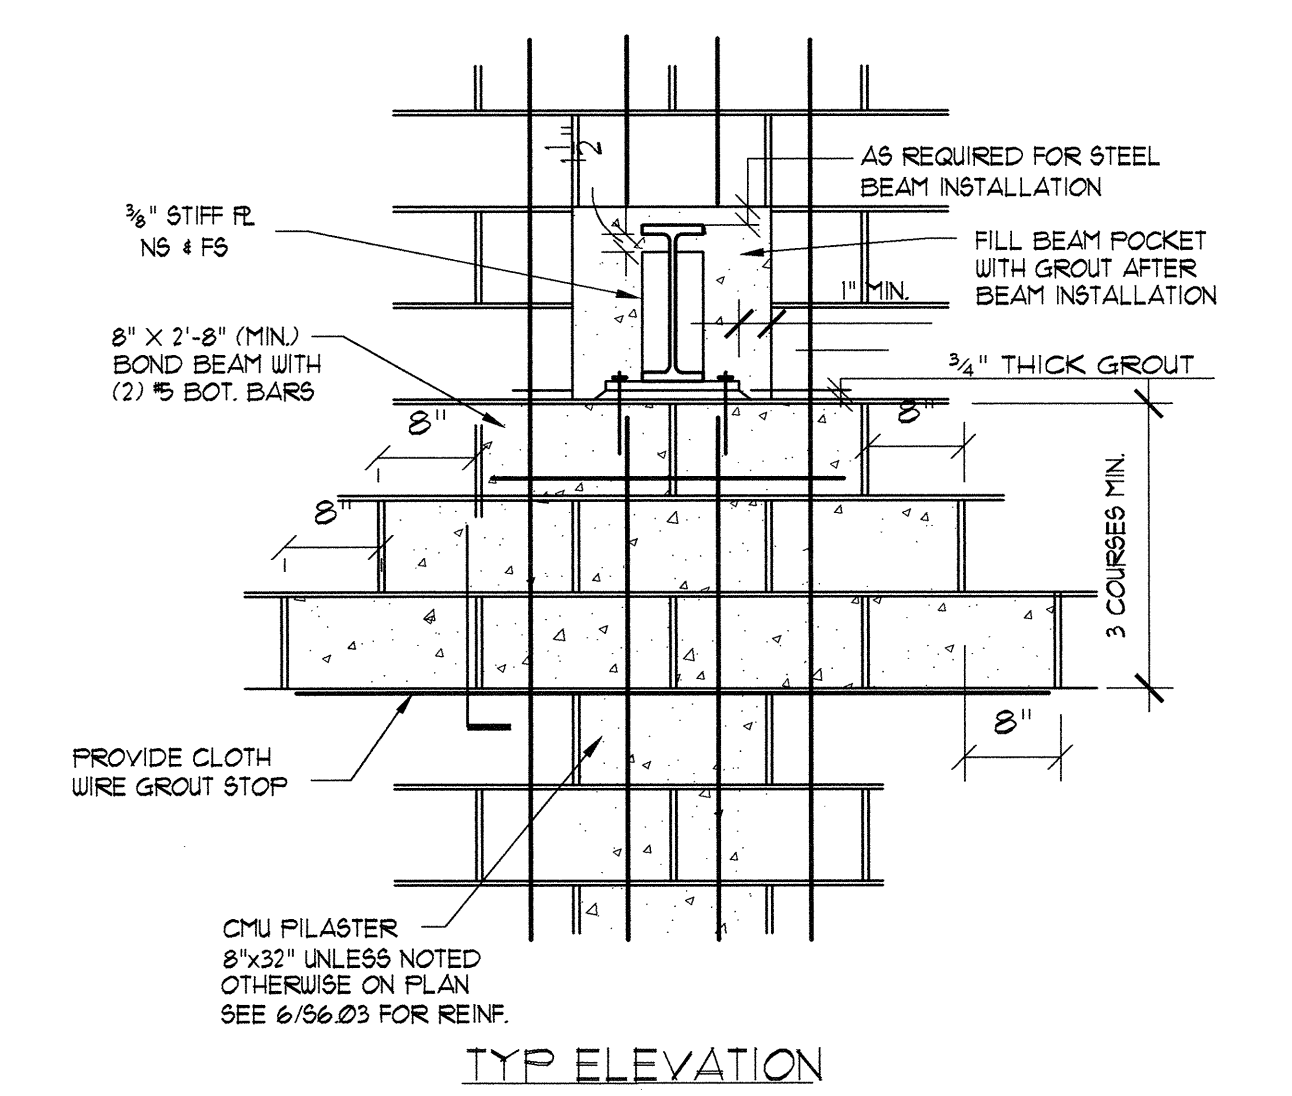 1"
2
AS REQUIRED FOR STEEL
BEAM INSTALLATION
3/8" STIFF PL
NS & FS
FILL BEAM POCKET
WITH GROUT AFTER
BEAM INSTALLATION
1" MIN.
8" X 2'-8" (MIN.)
BOND BEAM WITH
(2) #5 BOT. BARS
3/4" THICK GROUT
8"
8"
8"
3 COURSES MIN.
8"
PROVIDE CLOTH
WIRE GROUT STOP
CMU PILASTER
8"x32" UNLESS NOTED
OTHERWISE ON PLAN
SEE 6/S6.03 FOR REINF.
TYP ELEVATION